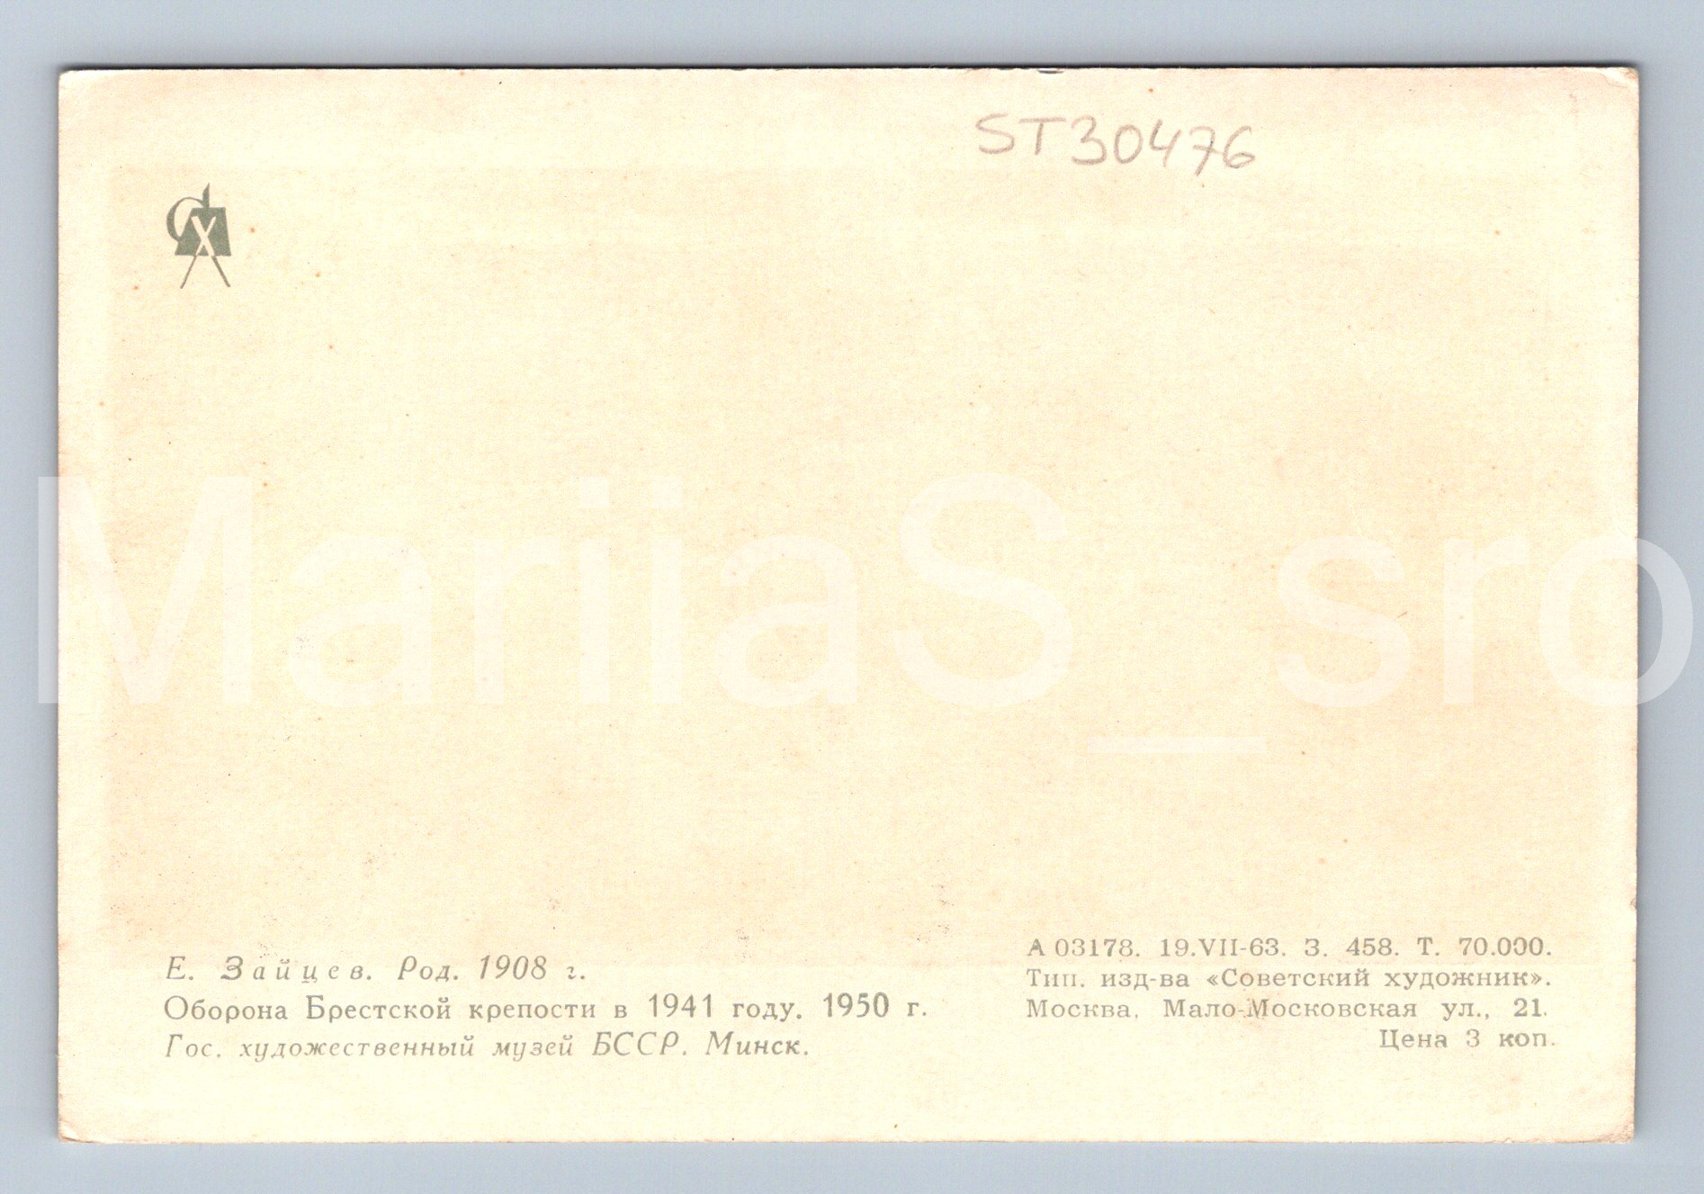 ST30476
СХ
MariiaS_sro
Е. Зайцев. Род. 1908 г.
Оборона Брестской крепости в 1941 году. 1950 г.
Гос. художественный музей БССР. Минск.
А 03178. 19.VII-63. З. 458. Т. 70.000.
Тип. изд-ва «Советский художник».
Москва, Мало-Московская ул., 21.
Цена 3 коп.